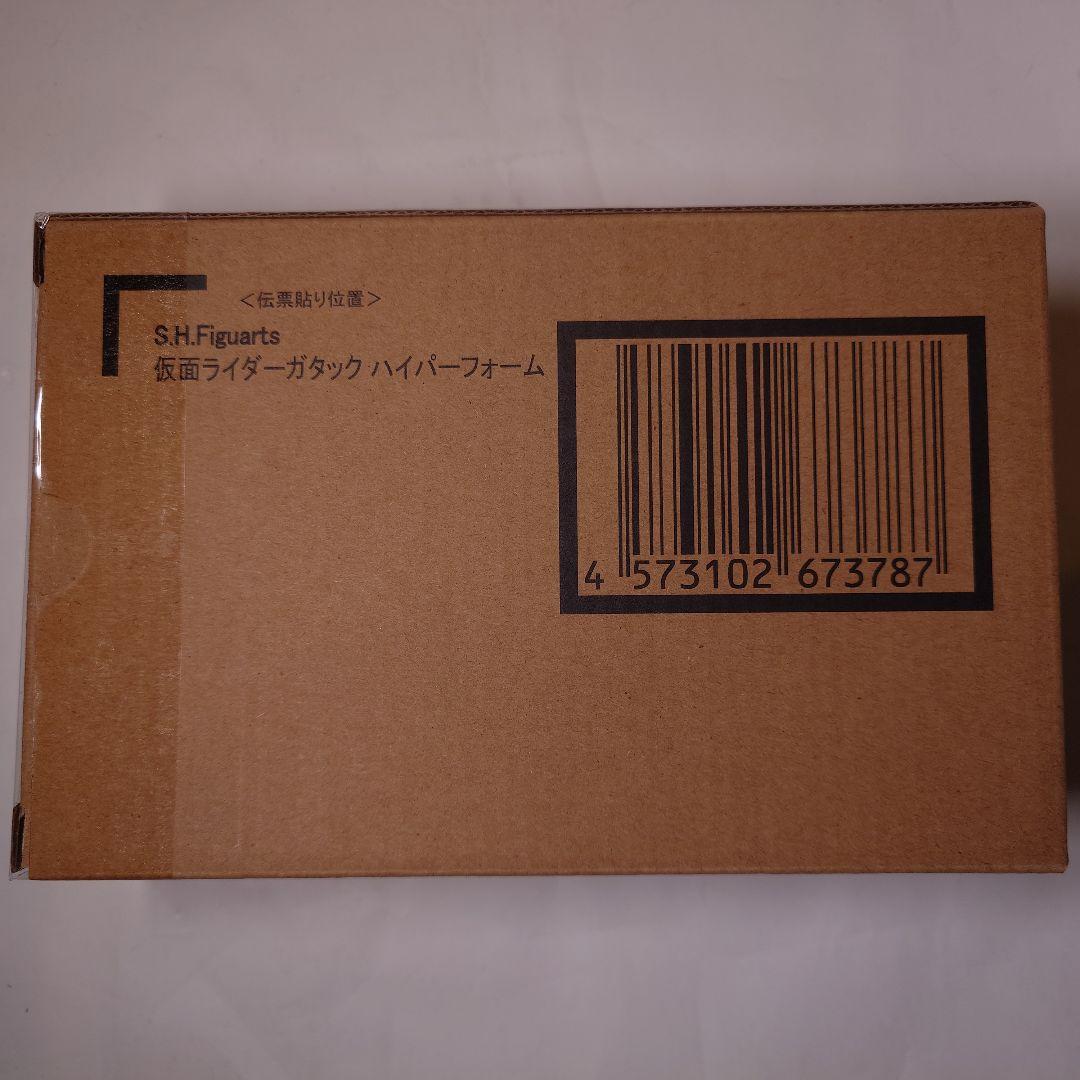 <伝票貼り位置>
S.H.Figuarts
仮面ライダーガタック ハイパーフォーム
4 573102 673787